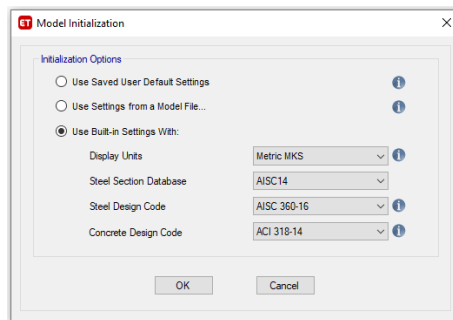 ET Model Initialization
Initialization Options
Use Saved User Default Settings
Use Settings from a Model File...
Use Built-in Settings With:
Display Units Metric MKS
Steel Section Database AISC14
Steel Design Code AISC 360-16
Concrete Design Code ACI 318-14
OK Cancel